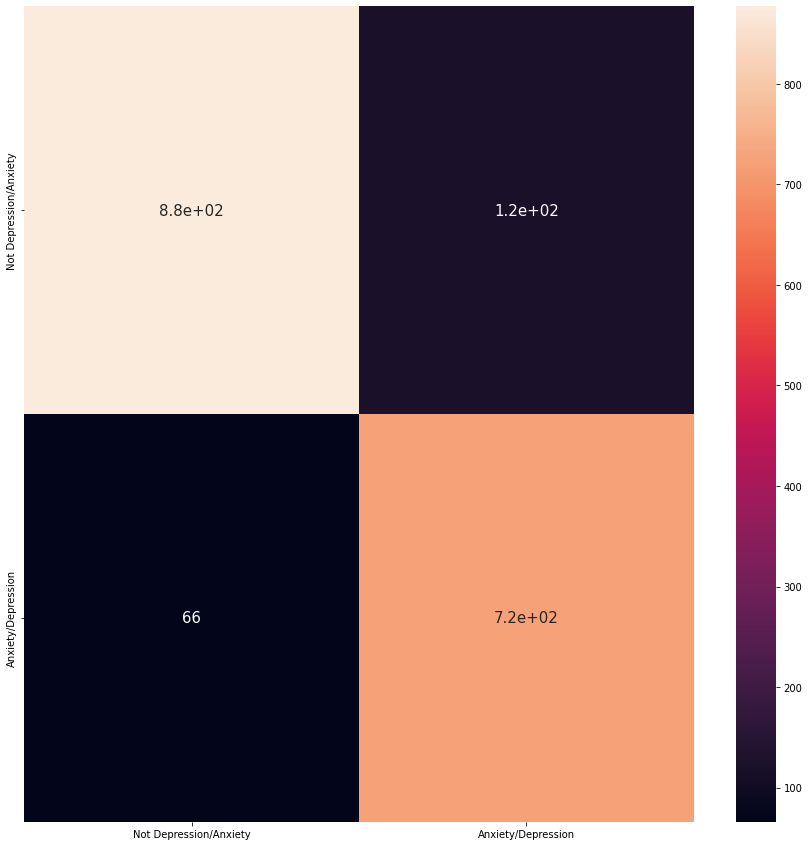 Not Depression/Anxiety
8.8e+02
1.2e+02
Anxiety/Depression
66
7.2e+02
Not Depression/Anxiety
Anxiety/Depression
800
700
600
500
400
300
200
100